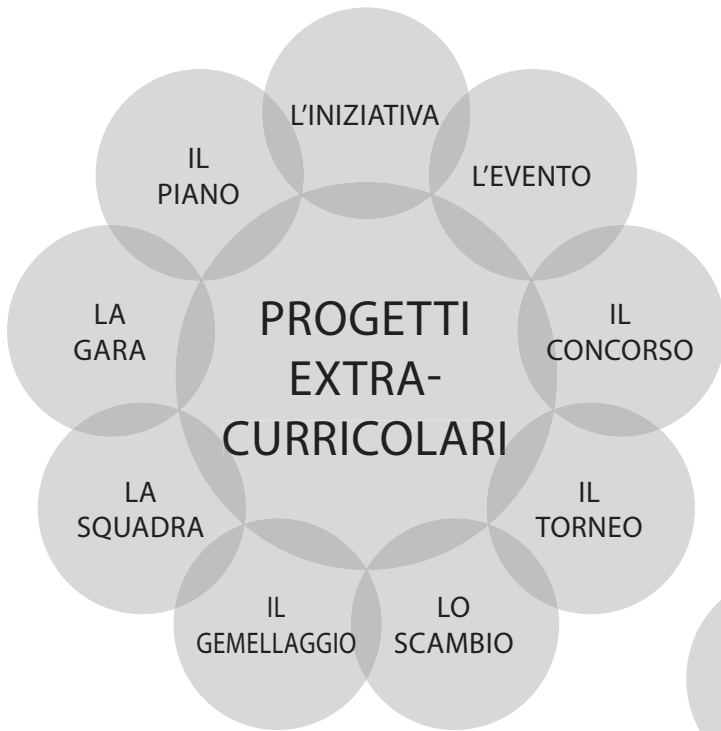 L'INIZIATIVA
L'EVENTO
IL
CONCORSO
IL
TORNEO
LO
SCAMBIO
IL
GEMELLAGGIO
LA
SQUADRA
LA
GARA
IL
PIANO
PROGETTI
EXTRA-
CURRICOLARI